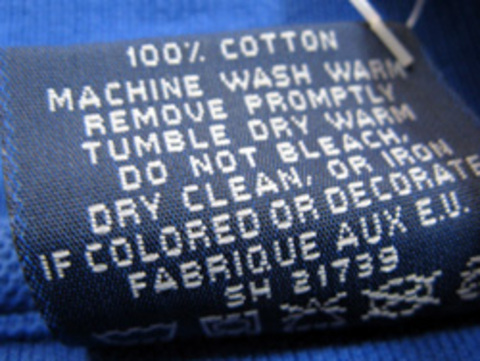 100% COTTON
MACHINE WASH WARM
REMOVE PROMPTLY
TUMBLE DRY WARM
DO NOT BLEACH,
DRY CLEAN, OR IRON
IF COLORED OR DECORATE
FABRIQUE AUX E.U.
SH 21739